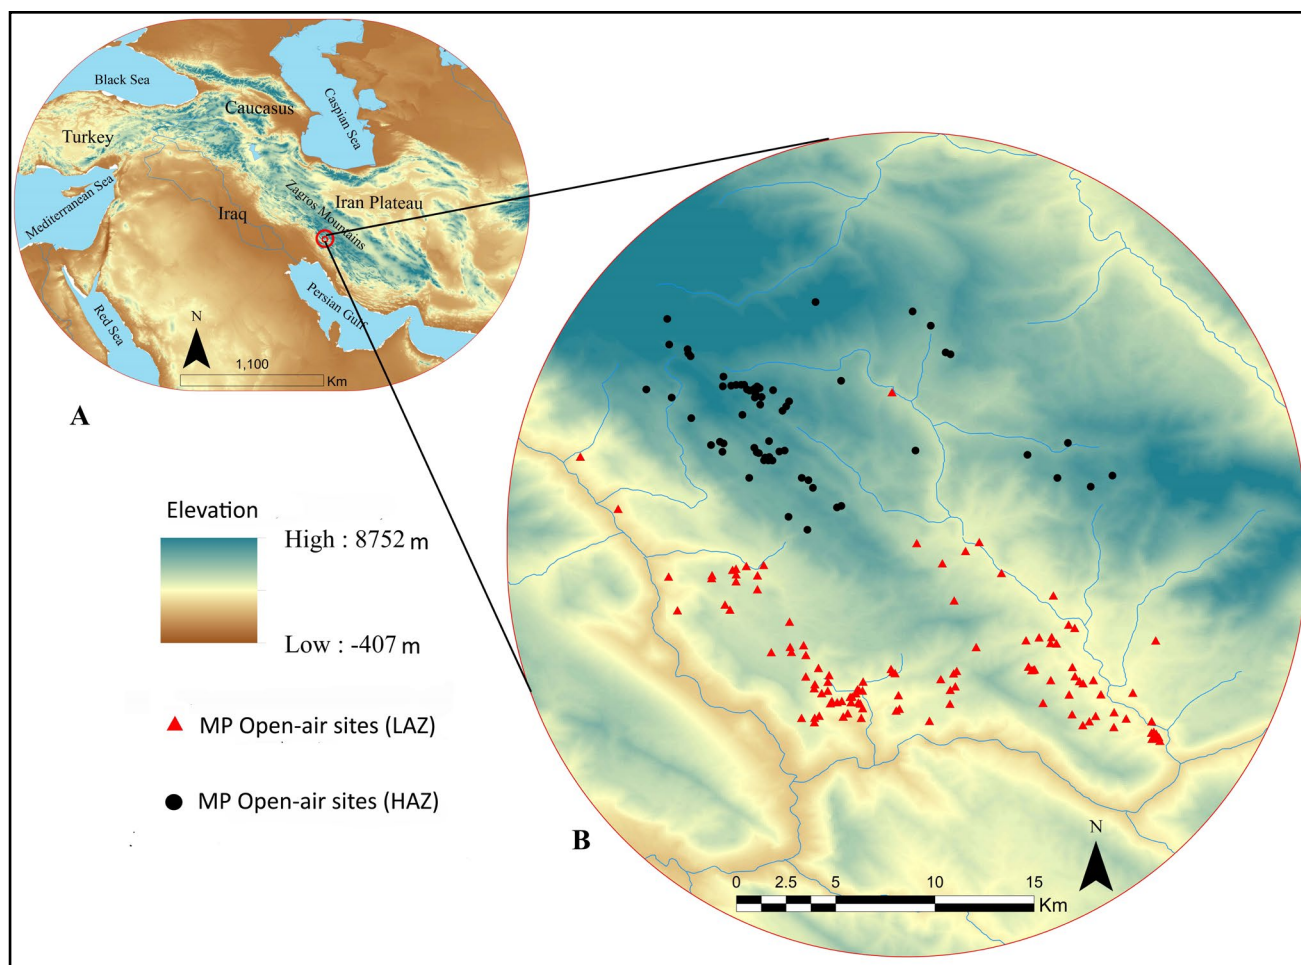 Black Sea
Caucasus
Caspian Sea
Turkey
Mediterranean Sea
Zagros Mountains
Iran Plateau
Iraq
Persian Gulf
Red Sea
N
1,100
Km
A
Elevation
High : 8752 m
Low : -407 m
MP Open-air sites (LAZ)
MP Open-air sites (HAZ)
B
N
0 2.5 5 10 15
Km